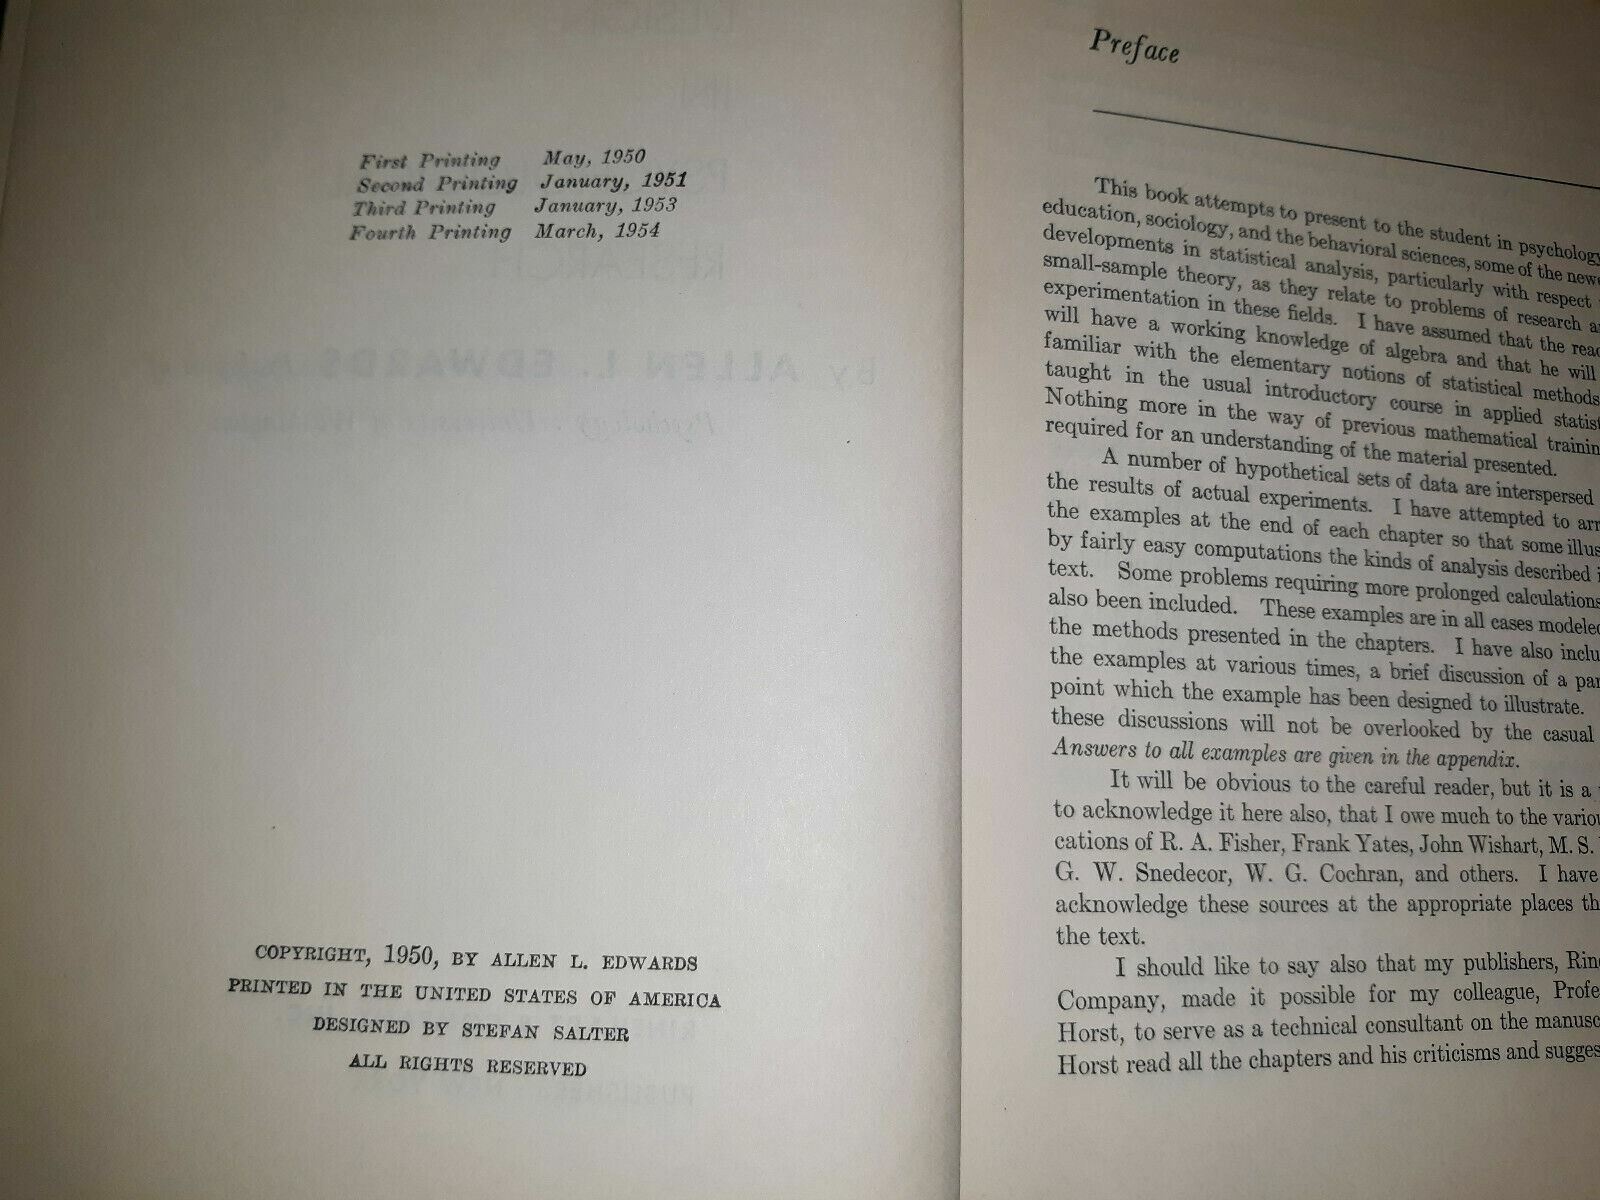 First Printing May, 1950
Second Printing January, 1951
Third Printing January, 1953
Fourth Printing March, 1954
By ALLEN L. EDWARDS
Psychology, University of Washington
COPYRIGHT, 1950, BY ALLEN L. EDWARDS
PRINTED IN THE UNITED STATES OF AMERICA
DESIGNED BY STEFAN SALTER
ALL RIGHTS RESERVED
Preface
This book attempts to present to the student in psychology
education, sociology, and the behavioral sciences, some of the
developments in statistical analysis, particularly with respect
small-sample theory, as they relate to problems of research
experimentation in these fields. I have assumed that the
will have a working knowledge of algebra and that he will
familiar with the elementary notions of statistical methods
taught in the usual introductory course in applied
Nothing more in the way of previous mathematical
required for an understanding of the material presented.
A number of hypothetical sets of data are interspersed
the results of actual experiments. I have attempted to
the examples at the end of each chapter so that some
by fairly easy computations the kinds of analysis described
text. Some problems requiring more prolonged calculations
also been included. These examples are in all cases
the methods presented in the chapters. I have also
the examples at various times, a brief discussion of a
point which the example has been designed to illustrate.
these discussions will not be overlooked by the casual
Answers to all examples are given in the appendix.
It will be obvious to the careful reader, but it is a
to acknowledge it here also, that I owe much to the
cations of R. A. Fisher, Frank Yates, John Wishart, M. S.
G. W. Snedecor, W. G. Cochran, and others. I have
acknowledge these sources at the appropriate places
the text.
I should like to say also that my publishers,
Company, made it possible for my colleague,
Horst, to serve as a technical consultant on the
Horst read all the chapters and his criticisms and